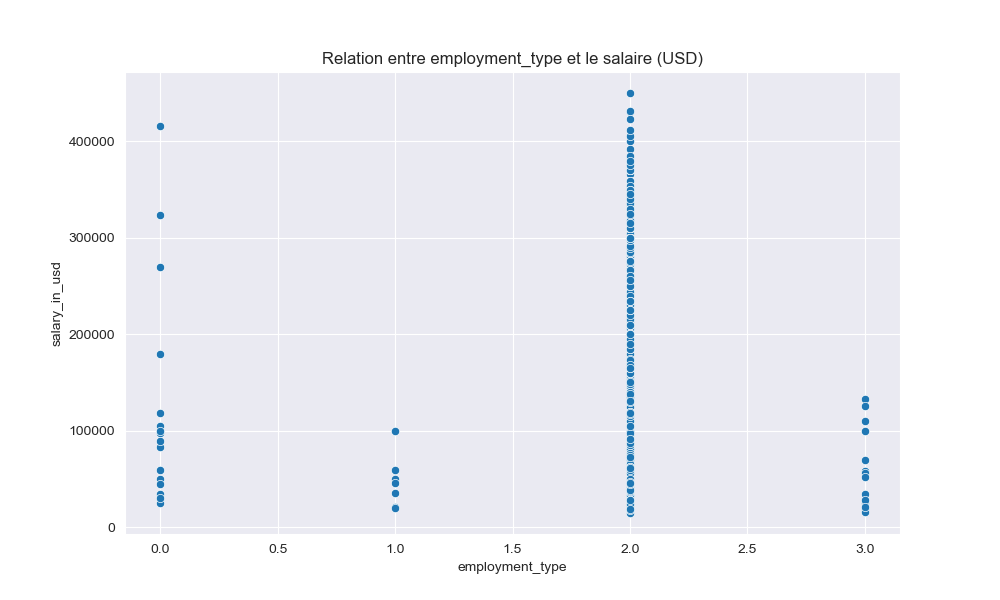 Relation entre employment_type et le salaire (USD)
400000
300000
200000
100000
0
salary_in_usd
0.0 0.5 1.0 1.5 2.0 2.5 3.0
employment_type